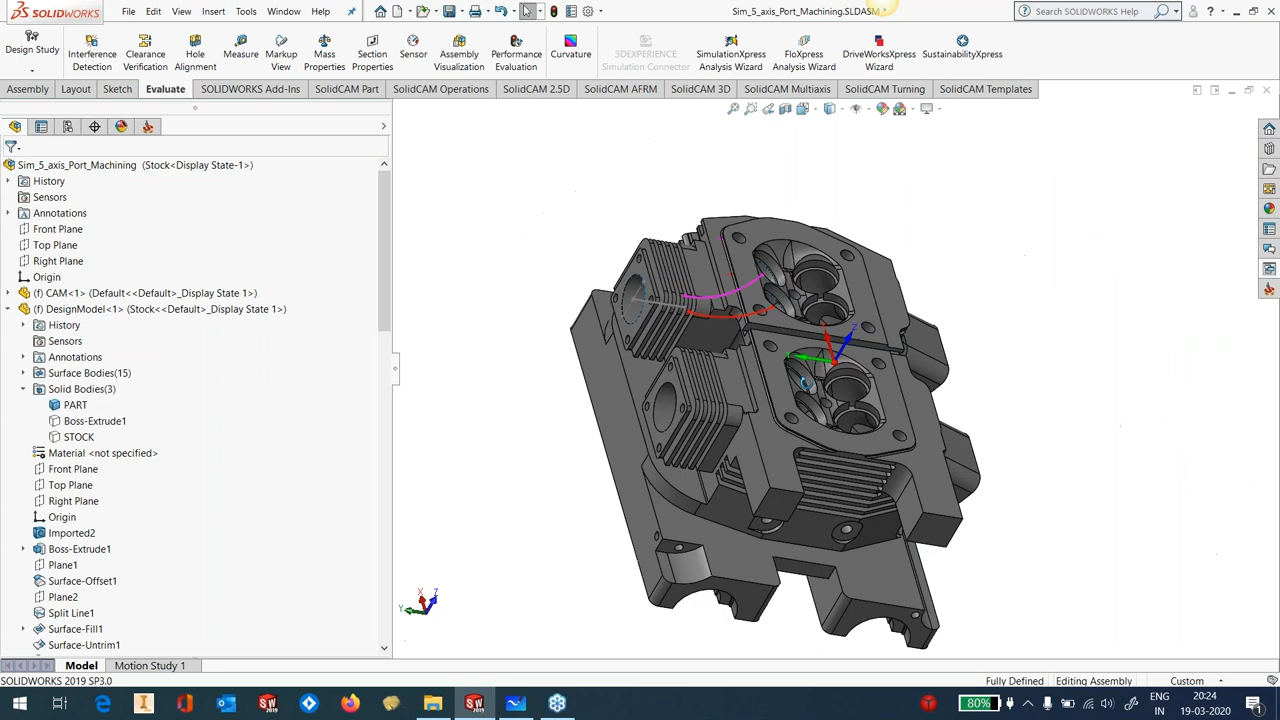 SOLIDWORKS File Edit View Insert Tools Window Help Sim_5_axis_Port_Machining.SLDASM * Search SOLIDWORKS Help
Design Study
Interference Detection
Clearance Verification
Hole Alignment
Measure
Markup View
Mass Properties
Section Properties
Sensor
Assembly Visualization
Performance Evaluation
Curvature
3DEXPERIENCE Simulation Connector
SimulationXpress Analysis Wizard
FloXpress Analysis Wizard
DriveWorksXpress Wizard
SustainabilityXpress
Assembly Layout Sketch Evaluate SOLIDWORKS Add-Ins SolidCAM Part SolidCAM Operations SolidCAM 2.5D SolidCAM AFRM SolidCAM 3D SolidCAM Multiaxis SolidCAM Turning SolidCAM Templates
Sim_5_axis_Port_Machining (Stock<Display State-1>)
History
Sensors
Annotations
Front Plane
Top Plane
Right Plane
Origin
(f) CAM<1> (Default<<Default>_Display State 1>)
(f) DesignModel<1> (Stock<<Default>_Display State 1>)
History
Sensors
Annotations
Surface Bodies(15)
Solid Bodies(3)
PART
Boss-Extrude1
STOCK
Material <not specified>
Front Plane
Top Plane
Right Plane
Origin
Imported2
Boss-Extrude1
Plane1
Surface-Offset1
Plane2
Split Line1
Surface-Fill1
Surface-Untrim1
Z
X
Z
Y
Model Motion Study 1
SOLIDWORKS 2019 SP3.0 Fully Defined Editing Assembly Custom
80% ENG 20:24
IN 19-03-2020